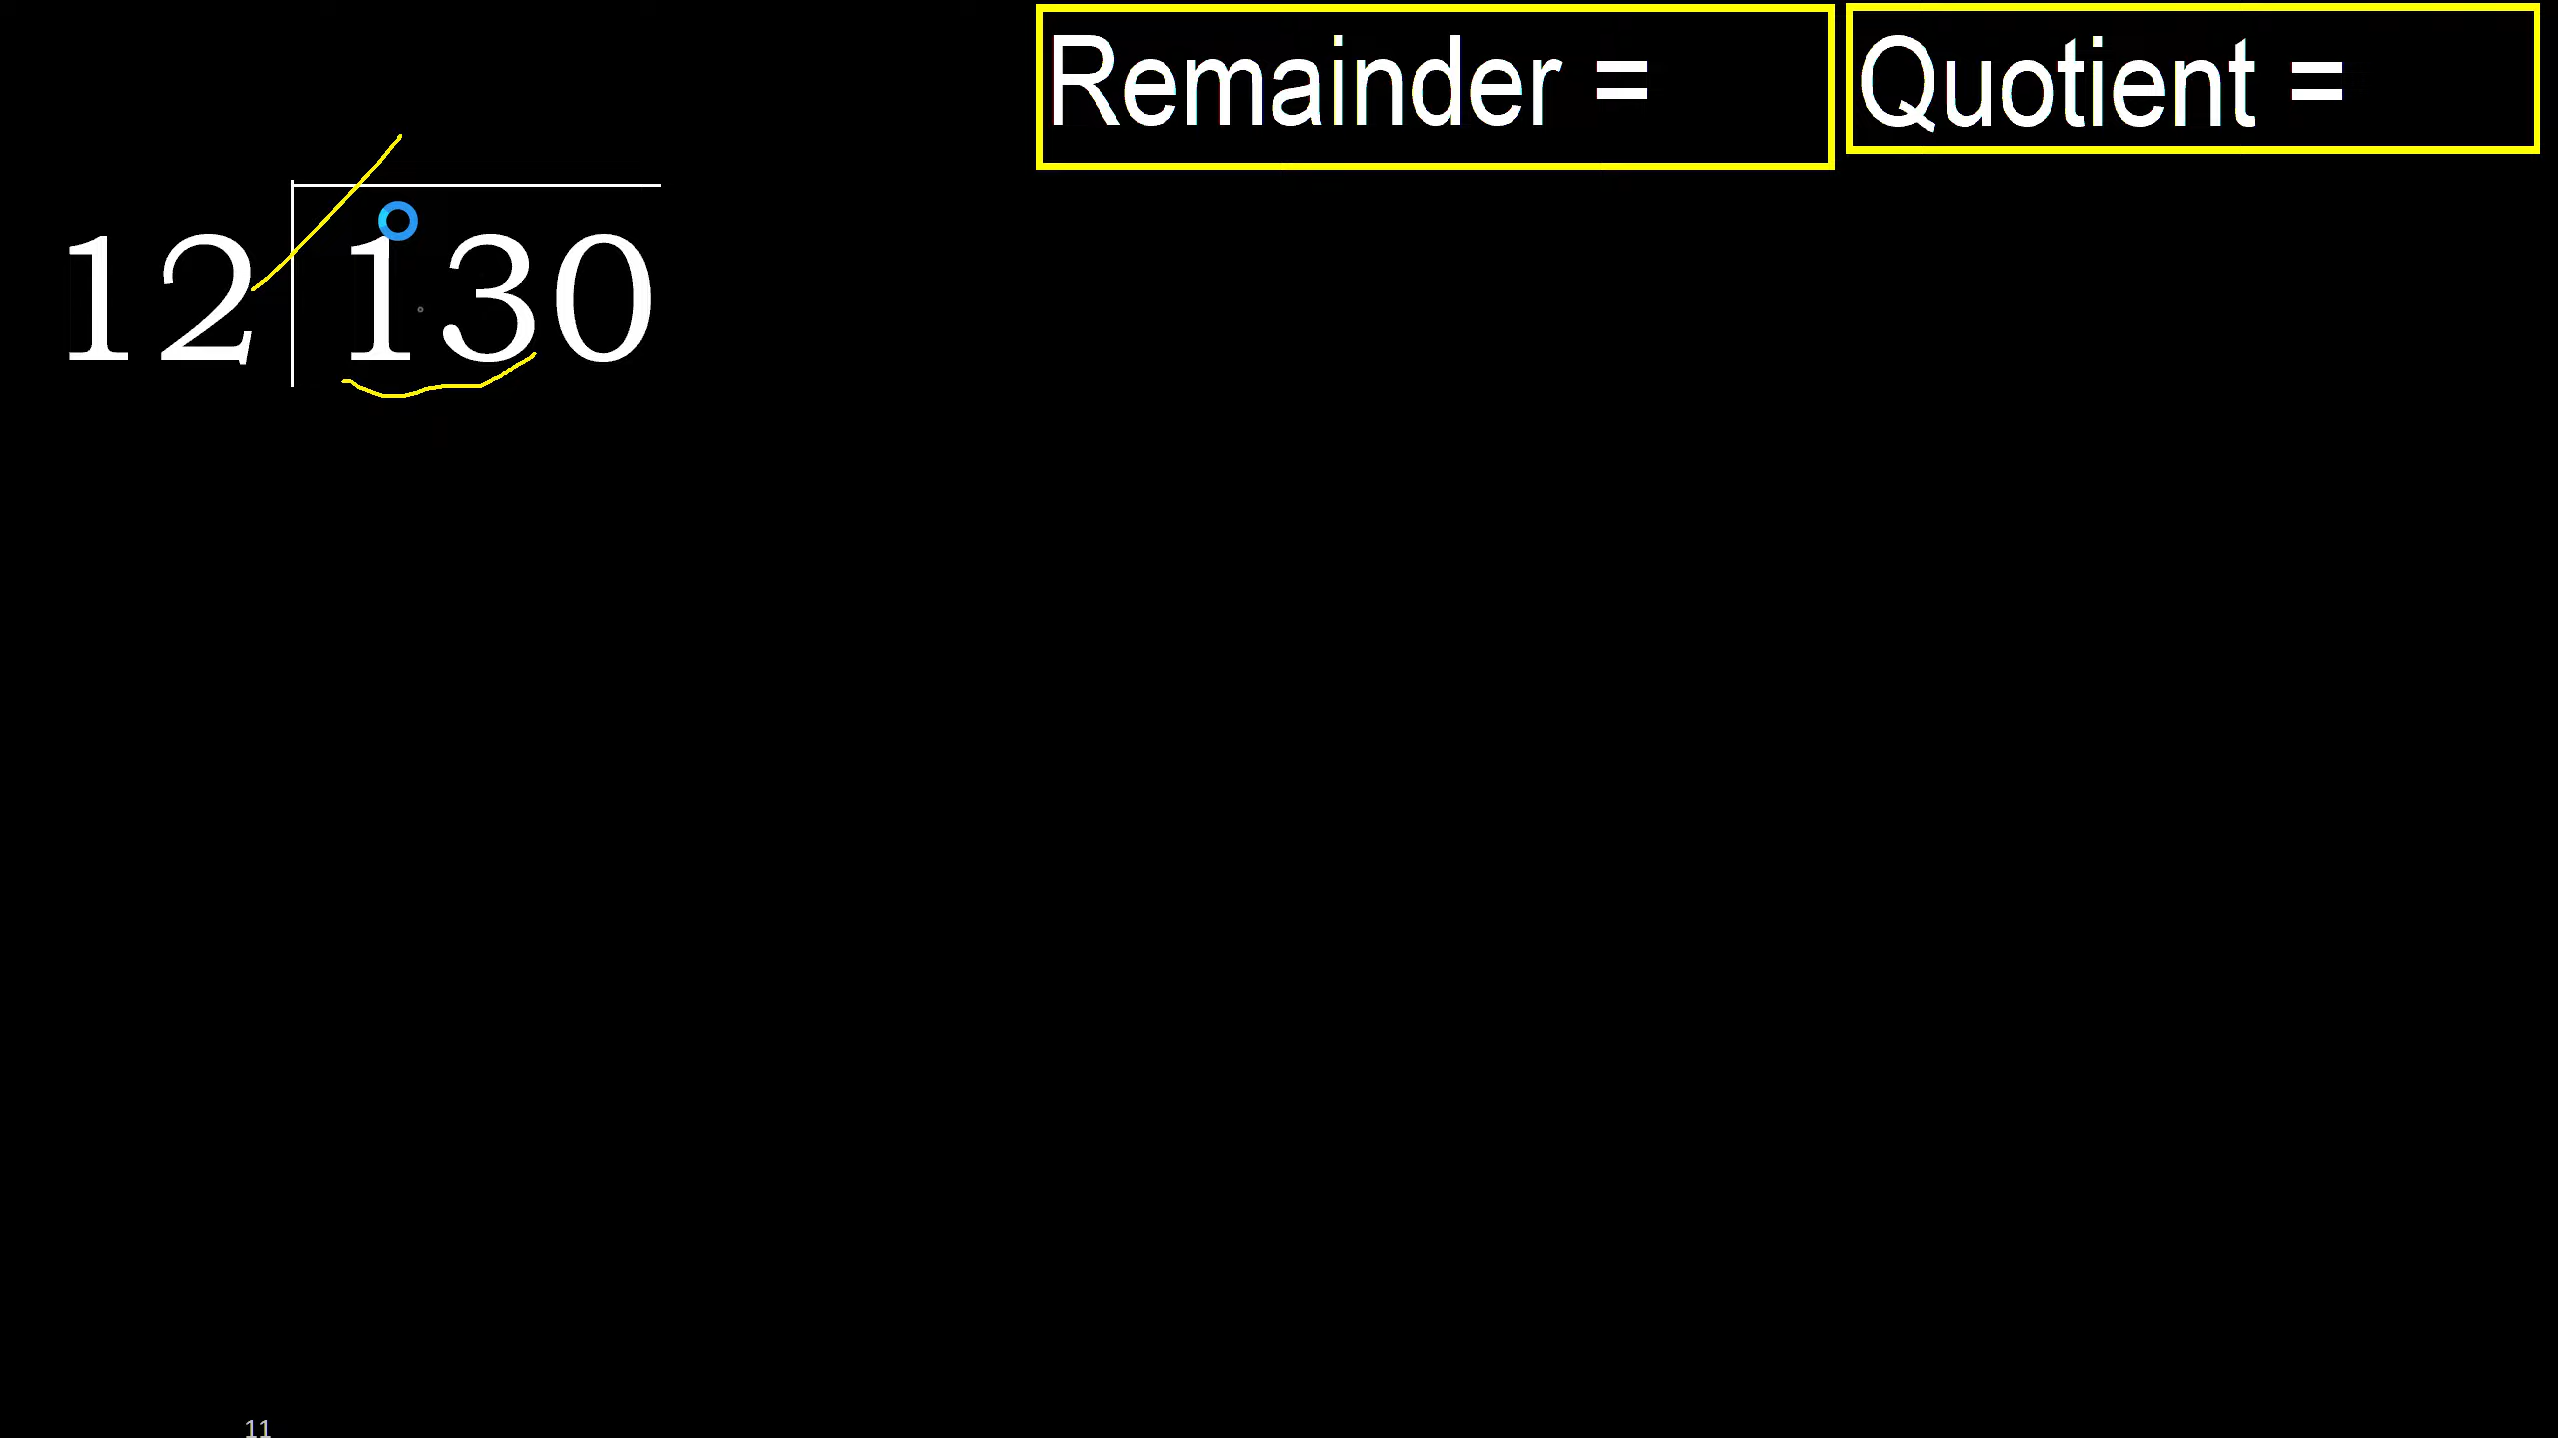 Remainder =
Quotient =
12 130
11